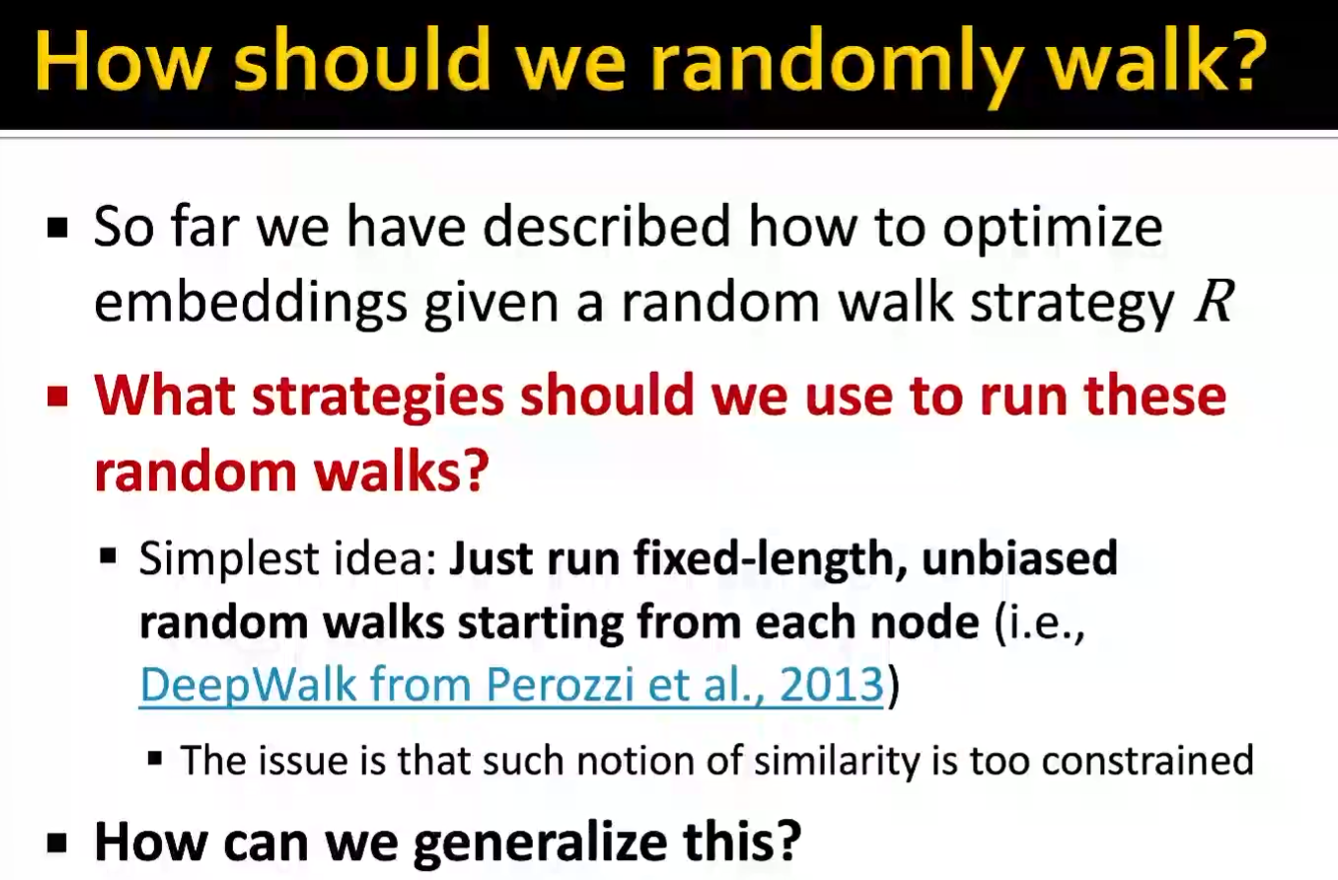 How should we randomly walk?
▪ So far we have described how to optimize
embeddings given a random walk strategy R
▪ What strategies should we use to run these
random walks?
▪ Simplest idea: Just run fixed-length, unbiased
random walks starting from each node (i.e.,
DeepWalk from Perozzi et al., 2013)
▪ The issue is that such notion of similarity is too constrained
▪ How can we generalize this?